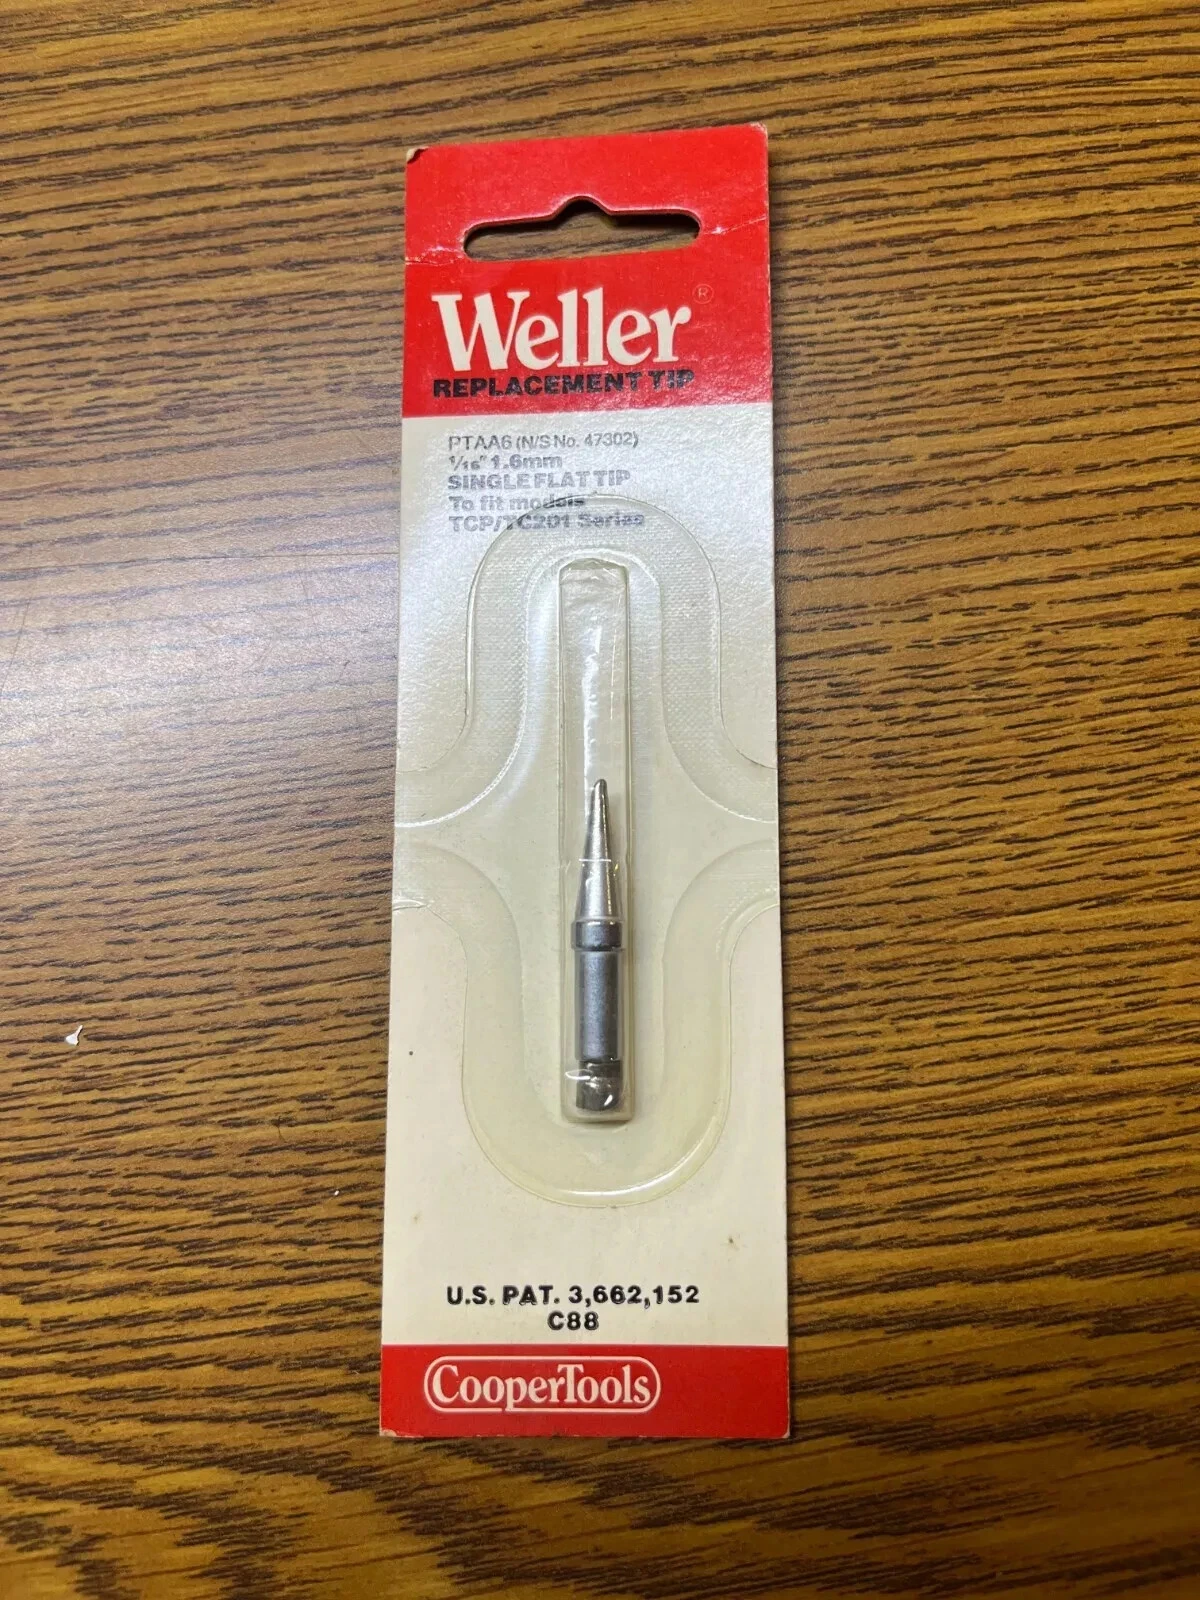 Weller®
REPLACEMENT TIP
PTAA6 (N/S No. 47302)
1/16" 1.6mm
SINGLE FLAT TIP
To fit models
TCP/TC201 Series
U.S. PAT. 3,662,152
C88
CooperTools